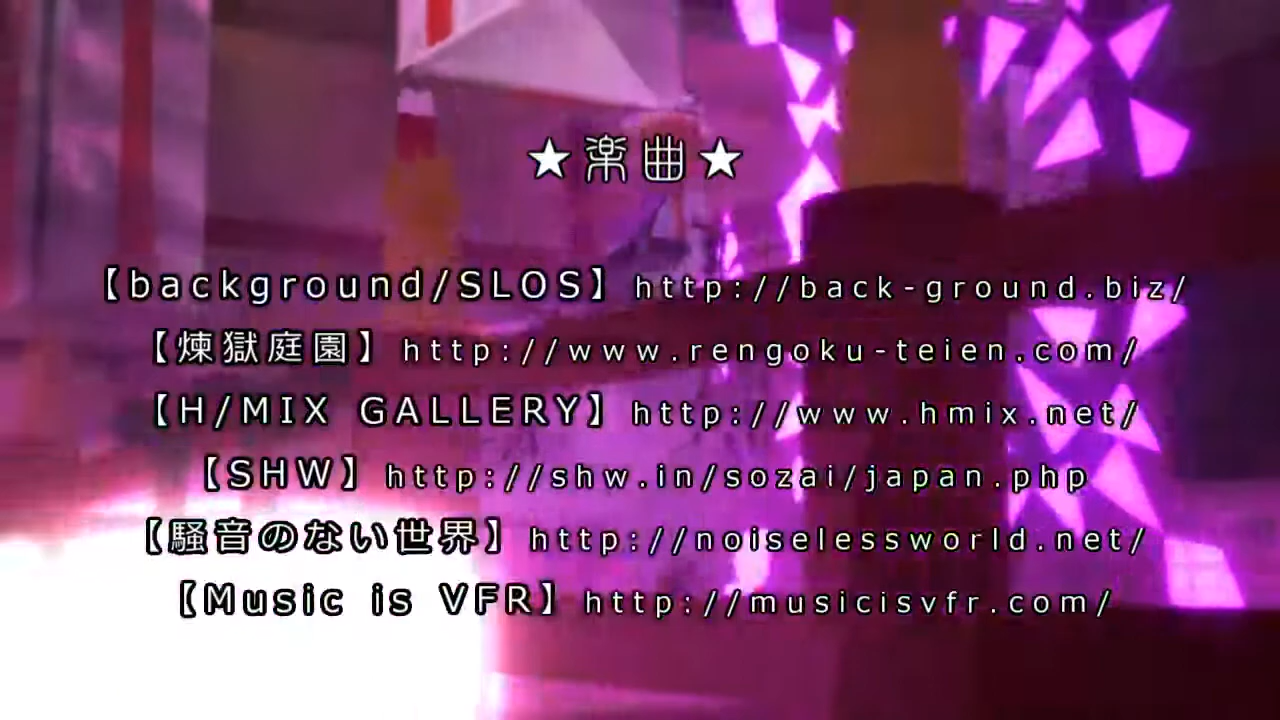 ★楽曲★
【background/SLOS】 http://back-ground.biz/
【煉獄庭園】 http://www.rengoku-teien.com/
【H/MIX GALLERY】 http://www.hmix.net/
【SHW】 http://shw.in/sozai/japan.php
【騒音のない世界】 http://noiselessworld.net/
【Music is VFR】 http://musicisvfr.com/